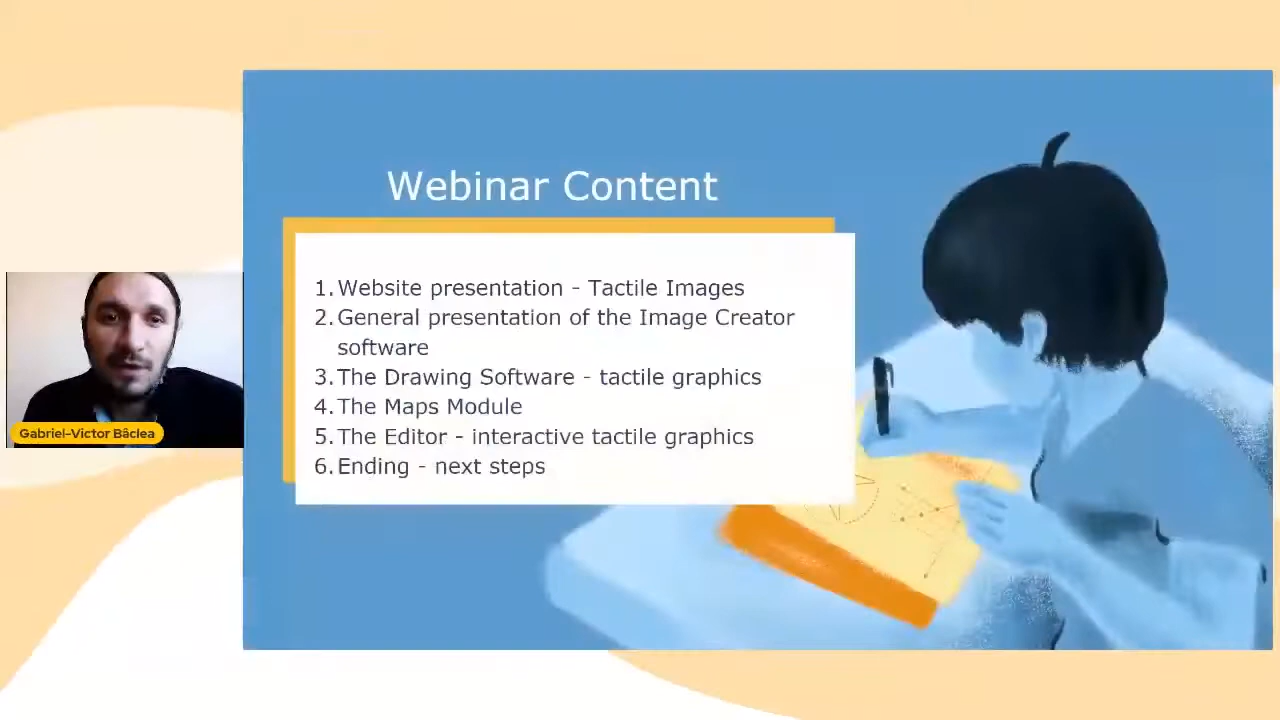 Webinar Content
1. Website presentation - Tactile Images
2. General presentation of the Image Creator
software
3. The Drawing Software - tactile graphics
4. The Maps Module
5. The Editor - interactive tactile graphics
6. Ending - next steps
Gabriel-Victor Bâclea